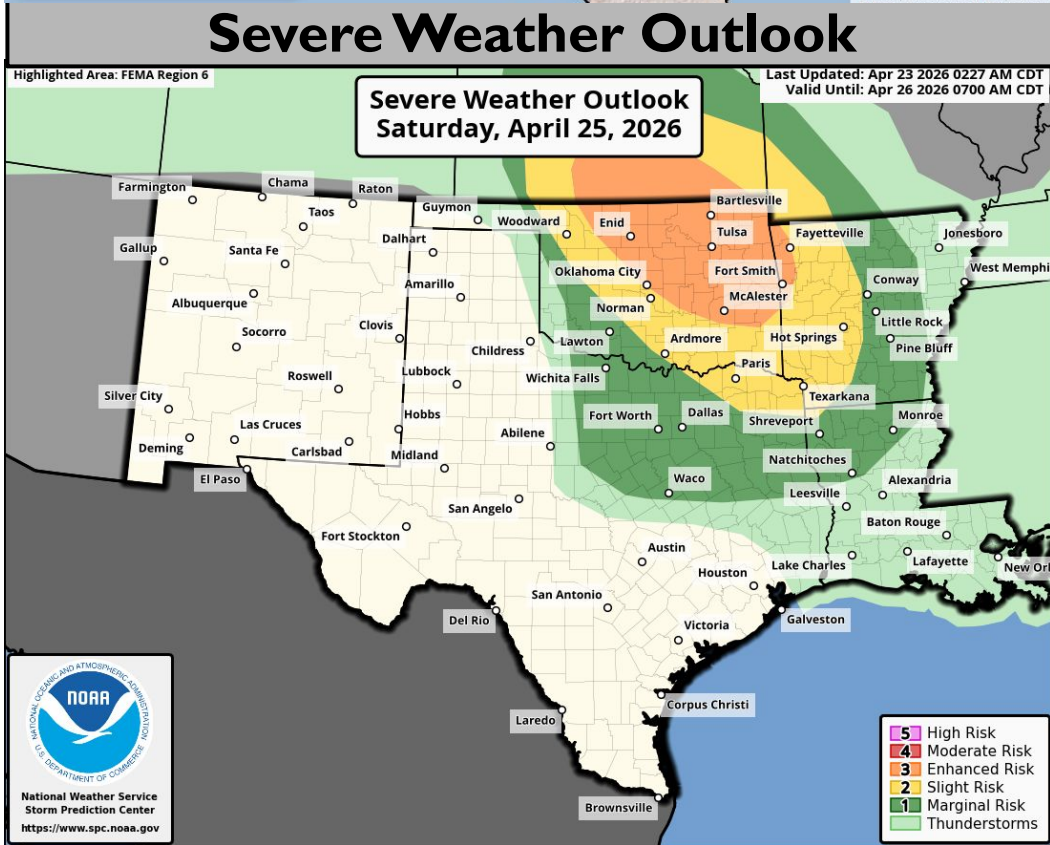 Severe Weather Outlook
Highlighted Area: FEMA Region 6
Last Updated: Apr 23 2026 0227 AM CDT
Valid Until: Apr 26 2026 0700 AM CDT
Severe Weather Outlook
Saturday, April 25, 2026
Farmington
Chama
Raton
Taos
Guymon
Woodward
Enid
Bartlesville
Tulsa
Fayetteville
Jonesboro
Gallup
Santa Fe
Dalhart
Oklahoma City
Fort Smith
West Memphi
Albuquerque
Amarillo
Norman
McAlester
Conway
Socorro
Clovis
Childress
Lawton
Ardmore
Hot Springs
Little Rock
Pine Bluff
Roswell
Lubbock
Wichita Falls
Paris
Texarkana
Silver City
Hobbs
Fort Worth
Dallas
Shreveport
Monroe
Las Cruces
Deming
Carlsbad
Midland
Abilene
Natchitoches
El Paso
San Angelo
Waco
Leesville
Alexandria
Fort Stockton
Austin
Baton Rouge
Houston
Lake Charles
Lafayette
New Orl
San Antonio
Del Rio
Victoria
Galveston
Laredo
Corpus Christi
Brownsville
NATIONAL OCEANIC AND ATMOSPHERIC ADMINISTRATION
NOAA
U.S. DEPARTMENT OF COMMERCE
National Weather Service
Storm Prediction Center
https://www.spc.noaa.gov
5 High Risk
4 Moderate Risk
3 Enhanced Risk
2 Slight Risk
1 Marginal Risk
Thunderstorms